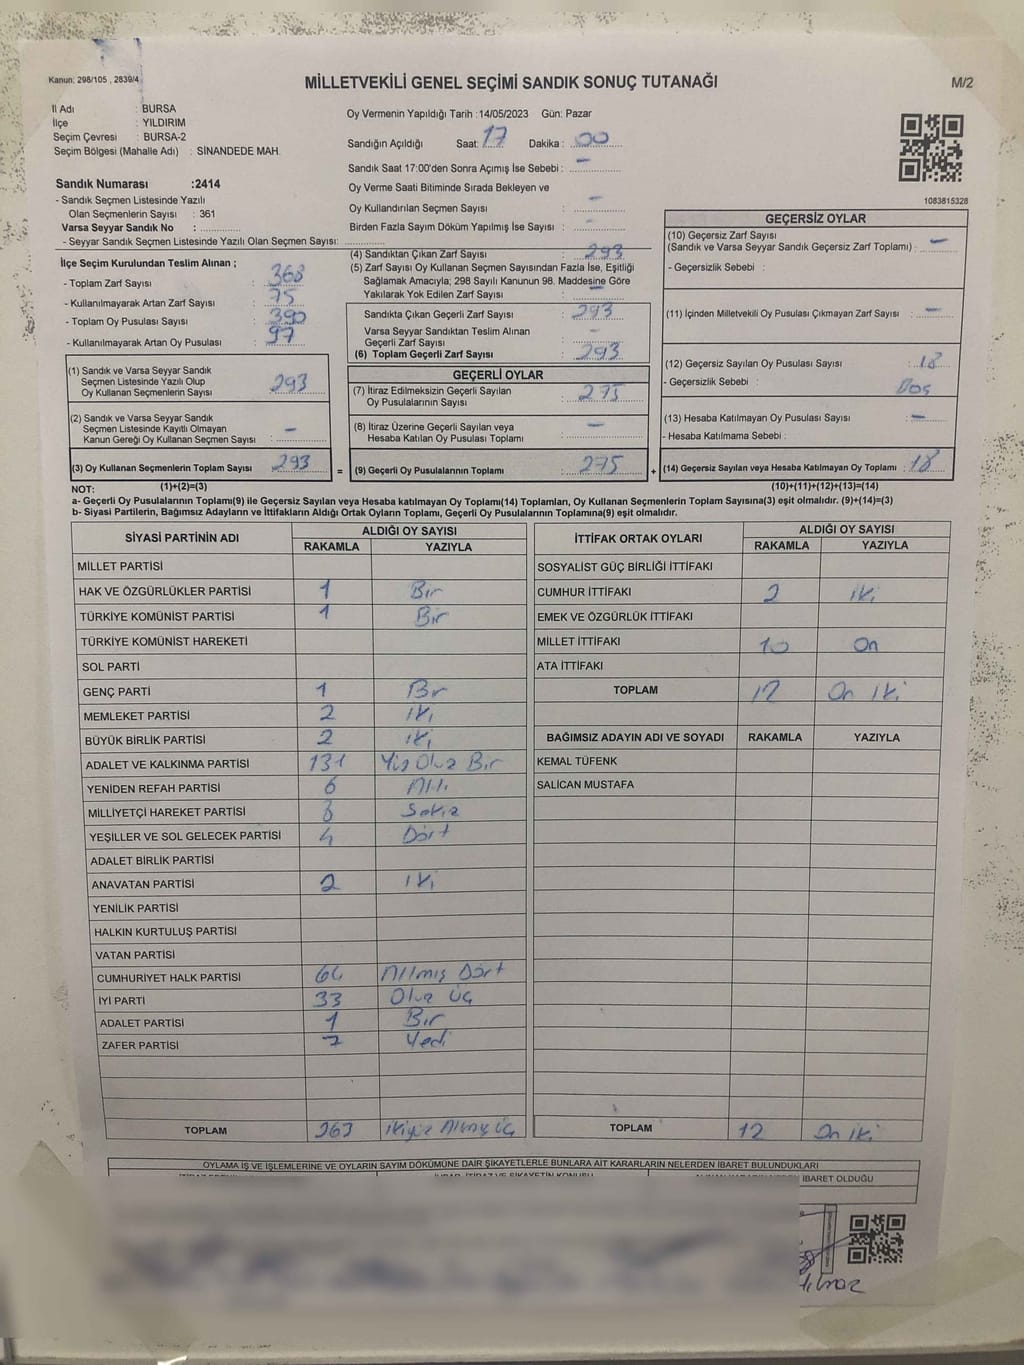 Kanun: 298/105 , 2839/4
MİLLETVEKİLİ GENEL SEÇİMİ SANDIK SONUÇ TUTANAĞI
M/2
İl Adı : BURSA
İlçe : YILDIRIM
Seçim Çevresi : BURSA-2
Seçim Bölgesi (Mahalle Adı) : SİNANDEDE MAH.
Oy Vermenin Yapıldığı Tarih :14/05/2023 Gün: Pazar
Sandığın Açıldığı Saat: 17 Dakika : 00
Sandık Saat 17:00'den Sonra Açımış İse Sebebi : –
Oy Verme Saati Bitiminde Sırada Bekleyen ve
Oy Kullandırılan Seçmen Sayısı : –
Birden Fazla Sayım Döküm Yapılmış İse Sayısı : –
1083815328
Sandık Numarası :2414
- Sandık Seçmen Listesinde Yazılı
Olan Seçmenlerin Sayısı : 361
Varsa Seyyar Sandık No :
- Seyyar Sandık Seçmen Listesinde Yazılı Olan Seçmen Sayısı:
İlçe Seçim Kurulundan Teslim Alınan ;
- Toplam Zarf Sayısı : 368
- Kullanılmayarak Artan Zarf Sayısı : 75
- Toplam Oy Pusulası Sayısı : 390
- Kullanılmayarak Artan Oy Pusulası : 97
(4) Sandıktan Çıkan Zarf Sayısı : 293
(5) Zarf Sayısı Oy Kullanan Seçmen Sayısından Fazla İse, Eşitliği
Sağlamak Amacıyla; 298 Sayılı Kanunun 98. Maddesine Göre
Yakılarak Yok Edilen Zarf Sayısı : –
Sandıkta Çıkan Geçerli Zarf Sayısı : 293
Varsa Seyyar Sandıktan Teslim Alınan
Geçerli Zarf Sayısı : –
(6) Toplam Geçerli Zarf Sayısı : 293
GEÇERSİZ OYLAR
(10) Geçersiz Zarf Sayısı
(Sandık ve Varsa Seyyar Sandık Geçersiz Zarf Toplamı) : –
- Geçersizlik Sebebi :
(11) İçinden Milletvekili Oy Pusulası Çıkmayan Zarf Sayısı : –
(12) Geçersiz Sayılan Oy Pusulası Sayısı : 18
- Geçersizlik Sebebi : Boş
(13) Hesaba Katılmayan Oy Pusulası Sayısı : –
- Hesaba Katılmama Sebebi :
(14) Geçersiz Sayılan veya Hesaba Katılmayan Oy Toplamı : 18
(10)+(11)+(12)+(13)=(14)
(1) Sandık ve Varsa Seyyar Sandık
Seçmen Listesinde Yazılı Olup
Oy Kullanan Seçmenlerin Sayısı : 293
(2) Sandık ve Varsa Seyyar Sandık
Seçmen Listesinde Kayıtlı Olmayan
Kanun Gereği Oy Kullanan Seçmen Sayısı : –
(3) Oy Kullanan Seçmenlerin Toplam Sayısı : 293 =
(1)+(2)=(3)
GEÇERLİ OYLAR
(7) İtiraz Edilmeksizin Geçerli Sayılan
Oy Pusulalarının Sayısı : 275
(8) İtiraz Üzerine Geçerli Sayılan veya
Hesaba Katılan Oy Pusulası Toplamı : –
(9) Geçerli Oy Pusulalarının Toplamı : 275 +
NOT:
a- Geçerli Oy Pusulalarının Toplamı(9) ile Geçersiz Sayılan veya Hesaba katılmayan Oy Toplamı(14) Toplamları, Oy Kullanan Seçmenlerin Toplam Sayısına(3) eşit olmalıdır. (9)+(14)=(3)
b- Siyasi Partilerin, Bağımsız Adayların ve İttifakların Aldığı Ortak Oyların Toplamı, Geçerli Oy Pusulalarının Toplamına(9) eşit olmalıdır.
SİYASİ PARTİNİN ADI ALDIĞI OY SAYISI
RAKAMLA YAZIYLA
MİLLET PARTİSİ
HAK VE ÖZGÜRLÜKLER PARTİSİ 1 Bir
TÜRKİYE KOMÜNİST PARTİSİ 1 Bir
TÜRKİYE KOMÜNİST HAREKETİ
SOL PARTİ
GENÇ PARTİ 1 Bir
MEMLEKET PARTİSİ 2 İki
BÜYÜK BİRLİK PARTİSİ 2 İki
ADALET VE KALKINMA PARTİSİ 131 Yüz Otuz Bir
YENİDEN REFAH PARTİSİ 6 Altı
MİLLİYETÇİ HAREKET PARTİSİ 8 Sekiz
YEŞİLLER VE SOL GELECEK PARTİSİ 4 Dört
ADALET BİRLİK PARTİSİ
ANAVATAN PARTİSİ 2 İki
YENİLİK PARTİSİ
HALKIN KURTULUŞ PARTİSİ
VATAN PARTİSİ
CUMHURİYET HALK PARTİSİ 64 Altmış Dört
İYİ PARTİ 33 Otuz Üç
ADALET PARTİSİ 1 Bir
ZAFER PARTİSİ 7 Yedi
TOPLAM 263 İkiyüz Altmış Üç
İTTİFAK ORTAK OYLARI ALDIĞI OY SAYISI
RAKAMLA YAZIYLA
SOSYALİST GÜÇ BİRLİĞİ İTTİFAKI
CUMHUR İTTİFAKI 2 İki
EMEK VE ÖZGÜRLÜK İTTİFAKI
MİLLET İTTİFAKI 10 On
ATA İTTİFAKI
TOPLAM 12 On İki
BAĞIMSIZ ADAYIN ADI VE SOYADI RAKAMLA YAZIYLA
KEMAL TÜFENK
SALİCAN MUSTAFA
TOPLAM 12 On İki
OYLAMA İŞ VE İŞLEMLERİNE VE OYLARIN SAYIM DÖKÜMÜNE DAİR ŞİKAYETLERLE BUNLARA AİT KARARLARIN NELERDEN İBARET BULUNDUKLARI
İBARET OLDUĞU